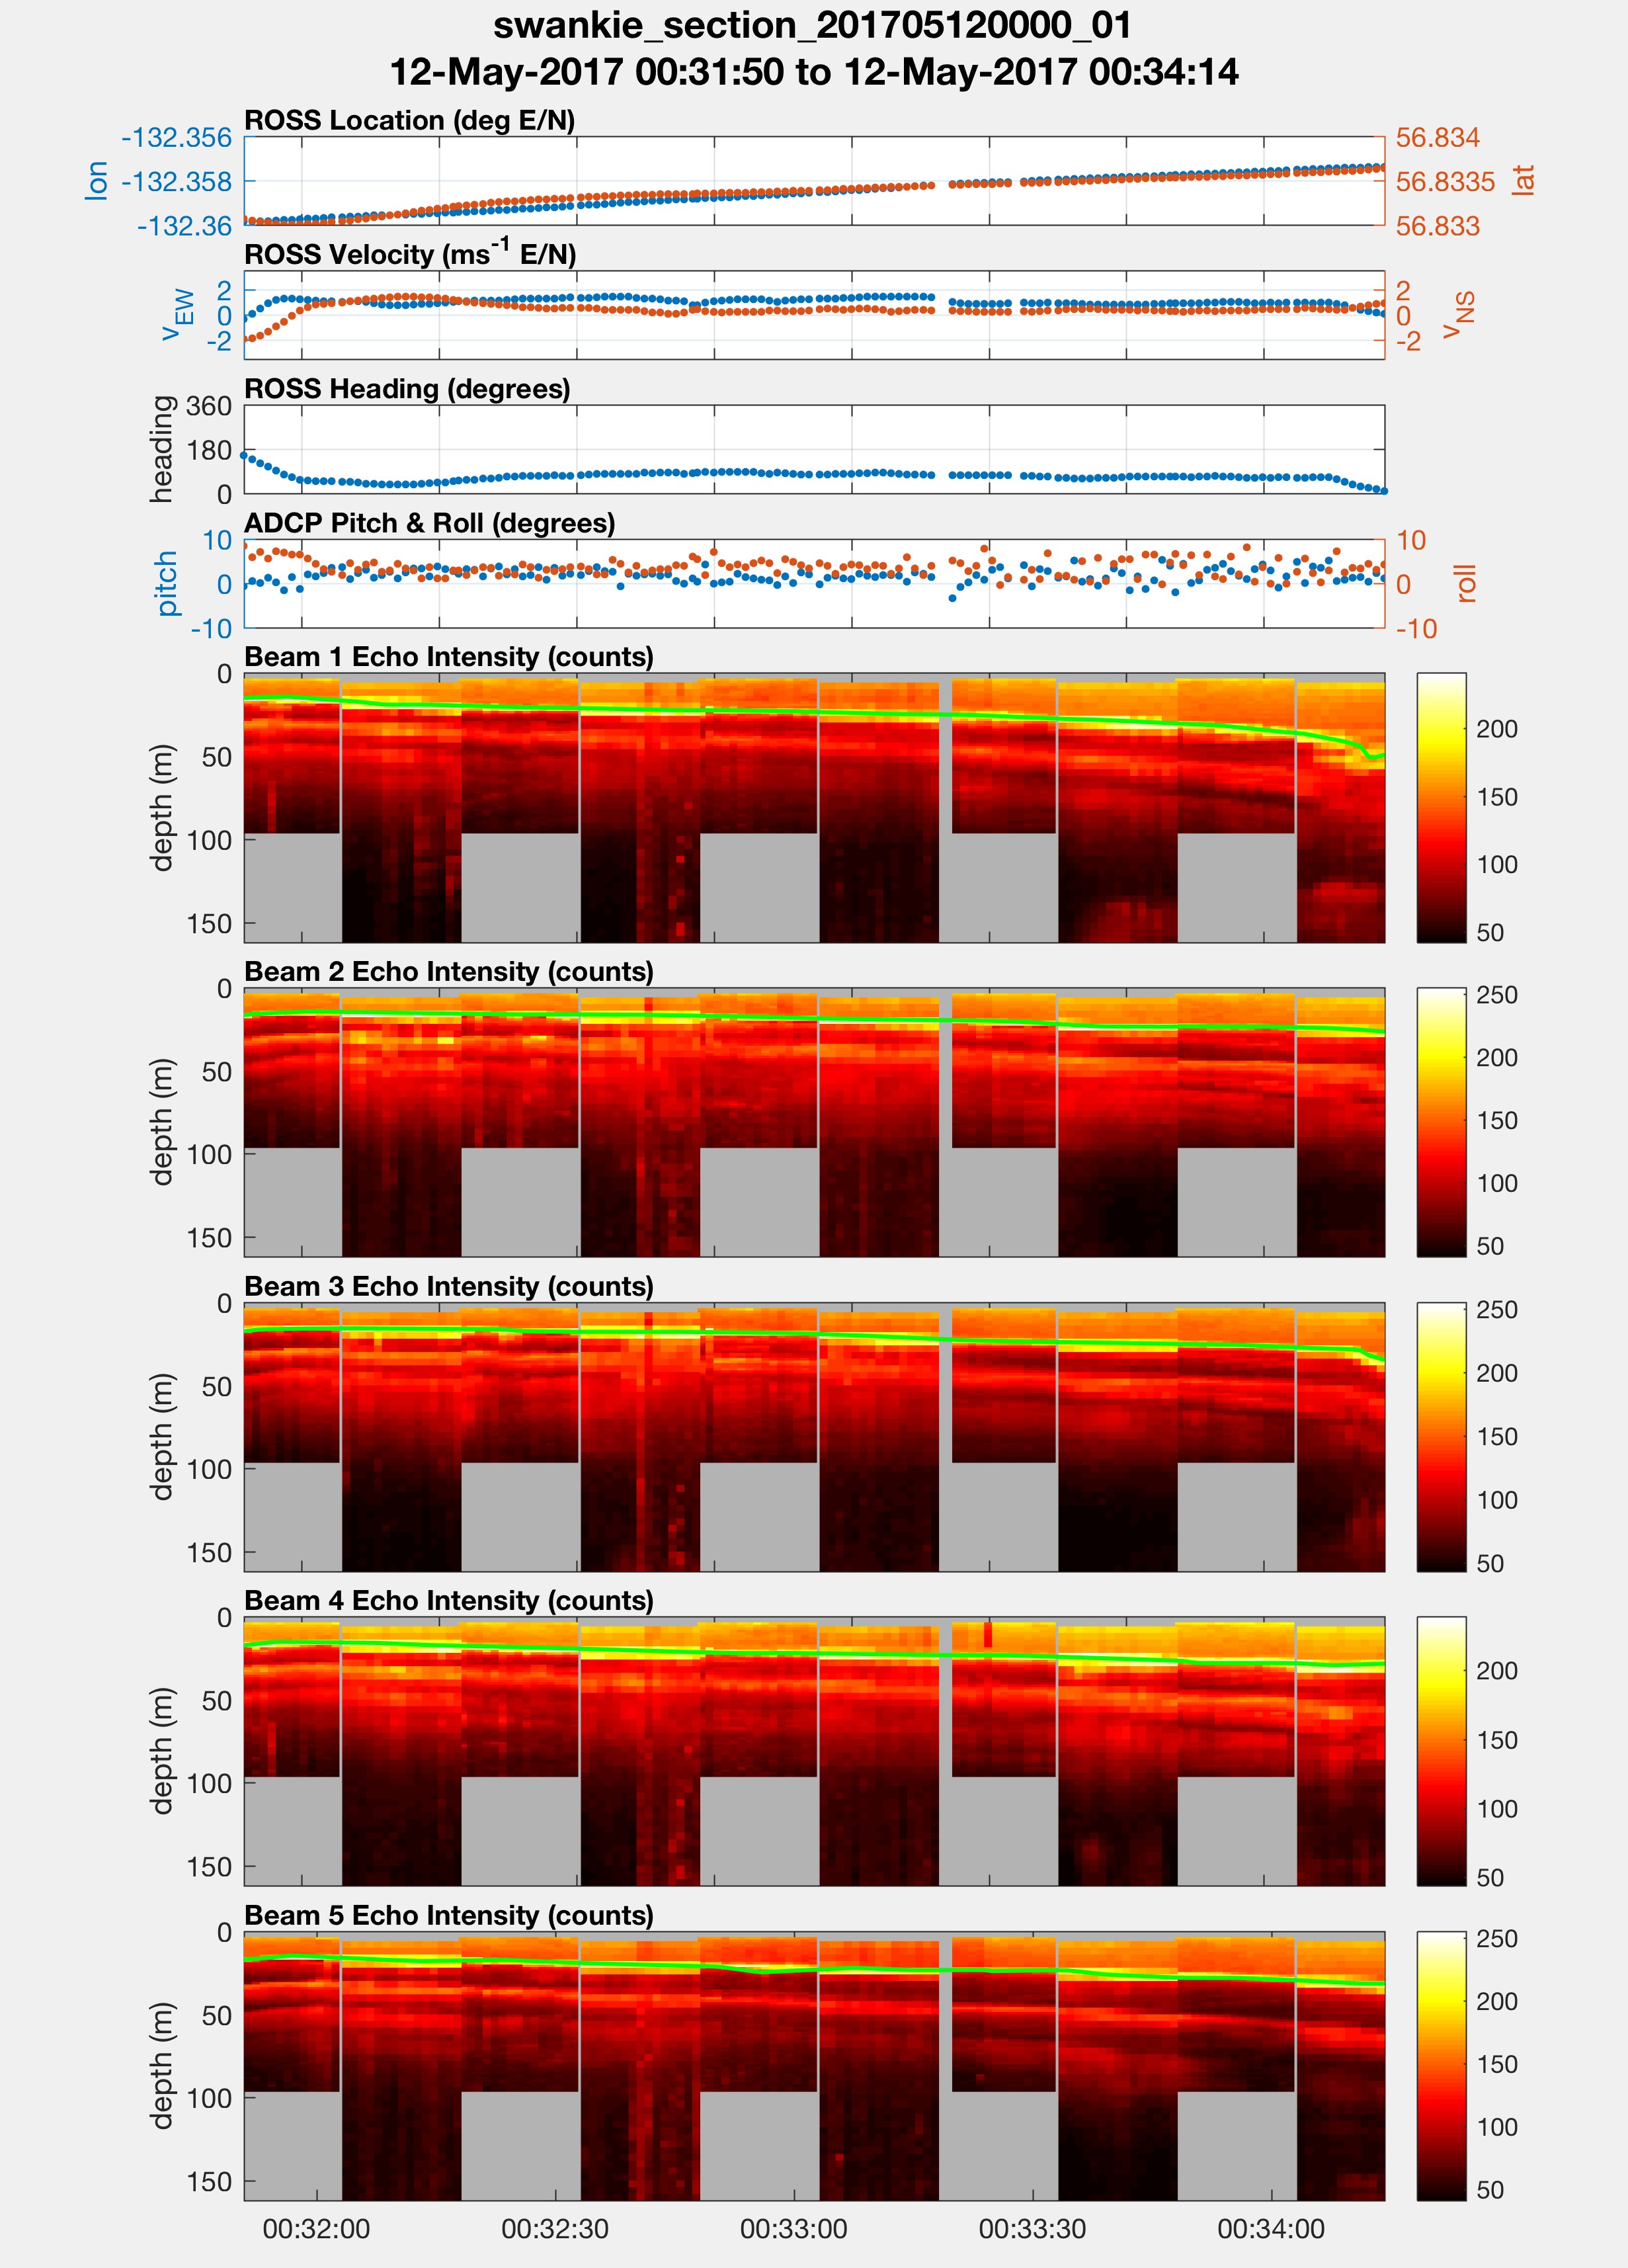 swankie_section_201705120000_01
12-May-2017 00:31:50 to 12-May-2017 00:34:14
ROSS Location (deg E/N)
-132.356
-132.358
-132.36
lon
56.834
56.8335
56.833
lat
ROSS Velocity (ms-1 E/N)
2
0
-2
vEW
2
0
-2
vNS
ROSS Heading (degrees)
360
180
0
heading
ADCP Pitch & Roll (degrees)
10
0
-10
pitch
10
0
-10
roll
Beam 1 Echo Intensity (counts)
0
50
100
150
depth (m)
200
150
100
50
Beam 2 Echo Intensity (counts)
0
50
100
150
depth (m)
250
200
150
100
50
Beam 3 Echo Intensity (counts)
0
50
100
150
depth (m)
250
200
150
100
50
Beam 4 Echo Intensity (counts)
0
50
100
150
depth (m)
200
150
100
50
Beam 5 Echo Intensity (counts)
0
50
100
150
depth (m)
250
200
150
100
50
00:32:00 00:32:30 00:33:00 00:33:30 00:34:00